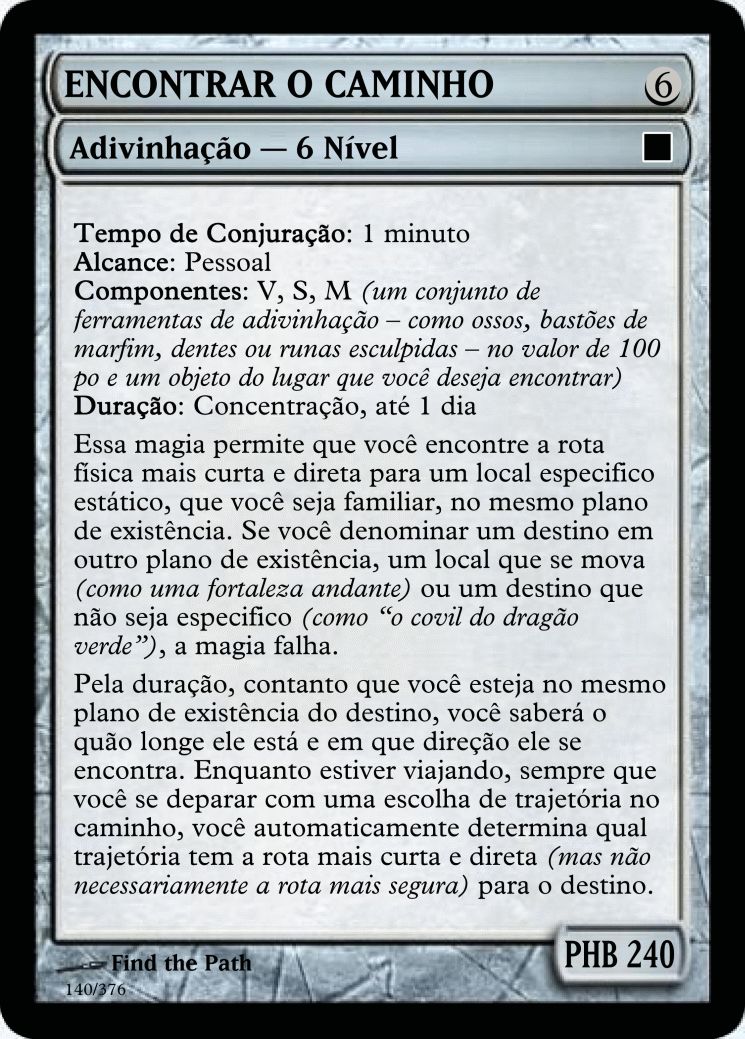 ENCONTRAR O CAMINHO
6
Adivinhação — 6 Nível
Tempo de Conjuração: 1 minuto
Alcance: Pessoal
Componentes: V, S, M (um conjunto de
ferramentas de adivinhação – como ossos, bastões de
marfim, dentes ou runas esculpidas – no valor de 100
po e um objeto do lugar que você deseja encontrar)
Duração: Concentração, até 1 dia
Essa magia permite que você encontre a rota
física mais curta e direta para um local especifico
estático, que você seja familiar, no mesmo plano
de existência. Se você denominar um destino em
outro plano de existência, um local que se mova
(como uma fortaleza andante) ou um destino que
não seja especifico (como “o covil do dragão
verde”), a magia falha.
Pela duração, contanto que você esteja no mesmo
plano de existência do destino, você saberá o
quão longe ele está e em que direção ele se
encontra. Enquanto estiver viajando, sempre que
você se deparar com uma escolha de trajetória no
caminho, você automaticamente determina qual
trajetória tem a rota mais curta e direta (mas não
necessariamente a rota mais segura) para o destino.
PHB 240
Find the Path
140/376